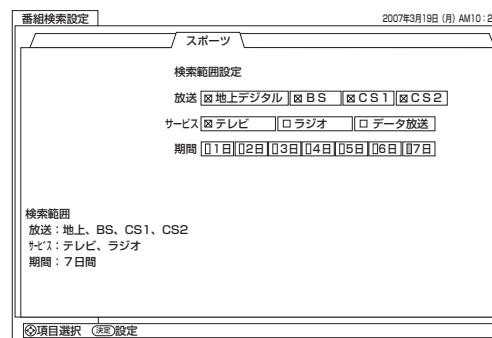 番組検索設定
2007年3月19日(月) AM10:2
スポーツ
検索範囲設定
放送 ☒地上デジタル ☒BS ☒CS1 ☒CS2
サービス ☒テレビ □ラジオ □データ放送
期間 ▯1日 ▯2日 ▯3日 ▯4日 ▯5日 ▯6日 ▯7日
検索範囲
放送:地上、BS、CS1、CS2
サービス:テレビ、ラジオ
期間:7日間
項目選択 決定 設定